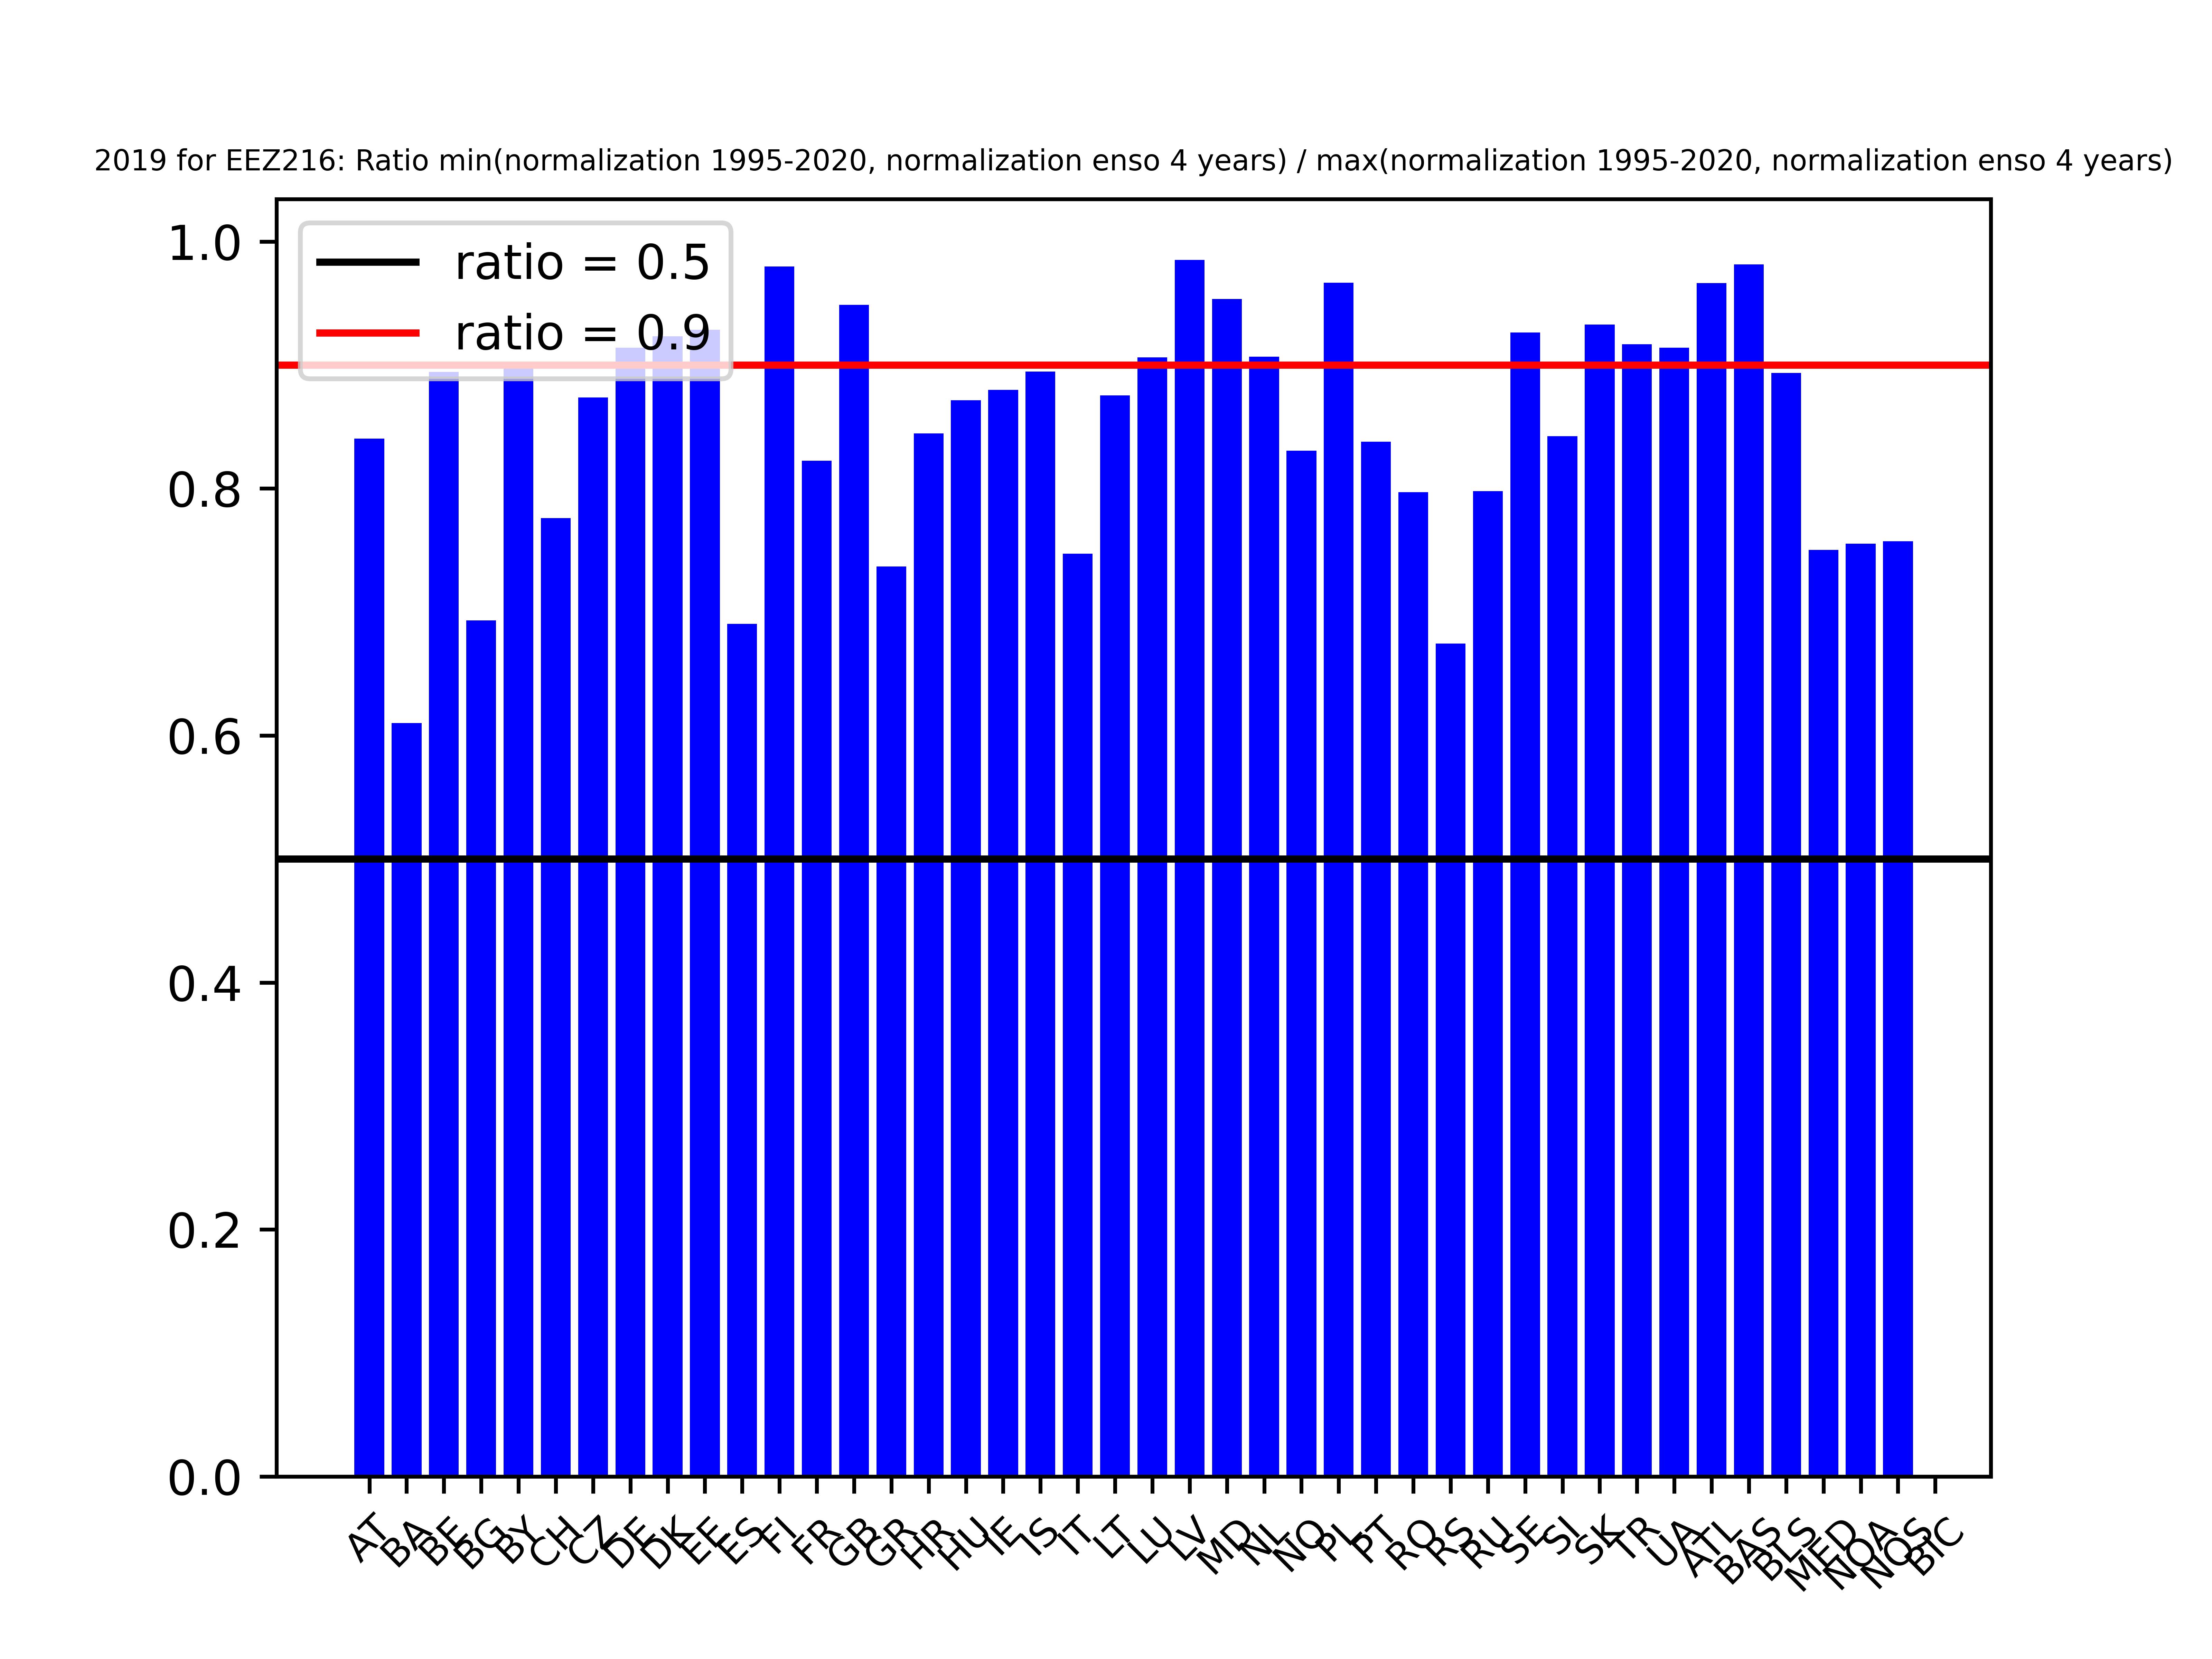 2019 for EEZ216: Ratio min(normalization 1995-2020, normalization enso 4 years) / max(normalization 1995-2020, normalization enso 4 years)
ratio = 0.5
ratio = 0.9
1.0
0.8
0.6
0.4
0.2
0.0
AT BA BE BG BY CH CZ DE DK EE ES FI FR GB GR HR HU IE IS IT LT LU LV MD NL NO PL PT RO RS RU SE SI SK TR UA ATL BAS BLS MED NOA NOS BIC